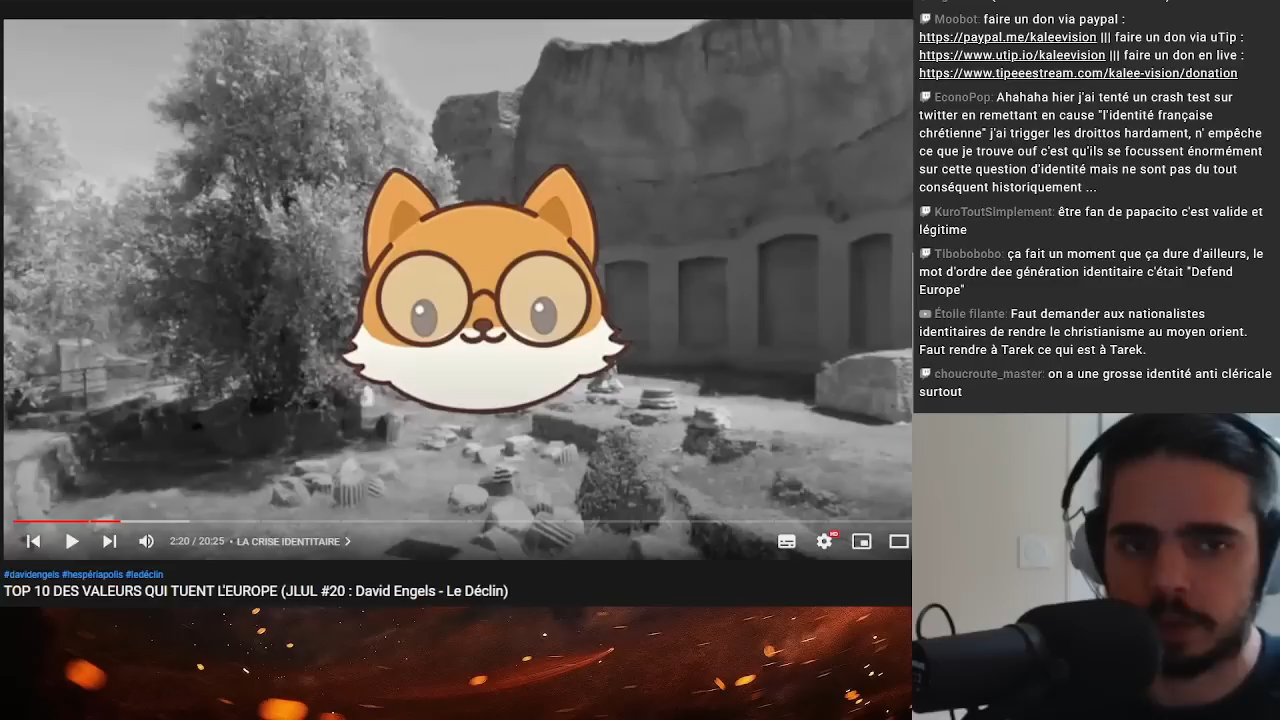 Moobot: faire un don via paypal :
https://paypal.me/kaleevision ||| faire un don via uTip :
https://www.utip.io/kaleevision ||| faire un don en live :
https://www.tipeeestream.com/kalee-vision/donation
EconoPop: Ahahaha hier j'ai tenté un crash test sur
twitter en remettant en cause "l'identité française
chrétienne" j'ai trigger les droittos hardament, n' empêche
ce que je trouve ouf c'est qu'ils se focussent énormément
sur cette question d'identité mais ne sont pas du tout
conséquent historiquement ...
KuroToutSimplement: être fan de papacito c'est valide et
légitime
Tibobobobo: ça fait un moment que ça dure d'ailleurs, le
mot d'ordre dee génération identitaire c'était "Defend
Europe"
Étoile filante: Faut demander aux nationalistes
identitaires de rendre le christianisme au moyen orient.
Faut rendre à Tarek ce qui est à Tarek.
choucroute_master: on a une grosse identité anti cléricale
surtout
2:20 / 20:25 • LA CRISE IDENTITAIRE
HD
#davidengels #hespériapolis #ledéclin
TOP 10 DES VALEURS QUI TUENT L'EUROPE (JLUL #20 : David Engels - Le Déclin)